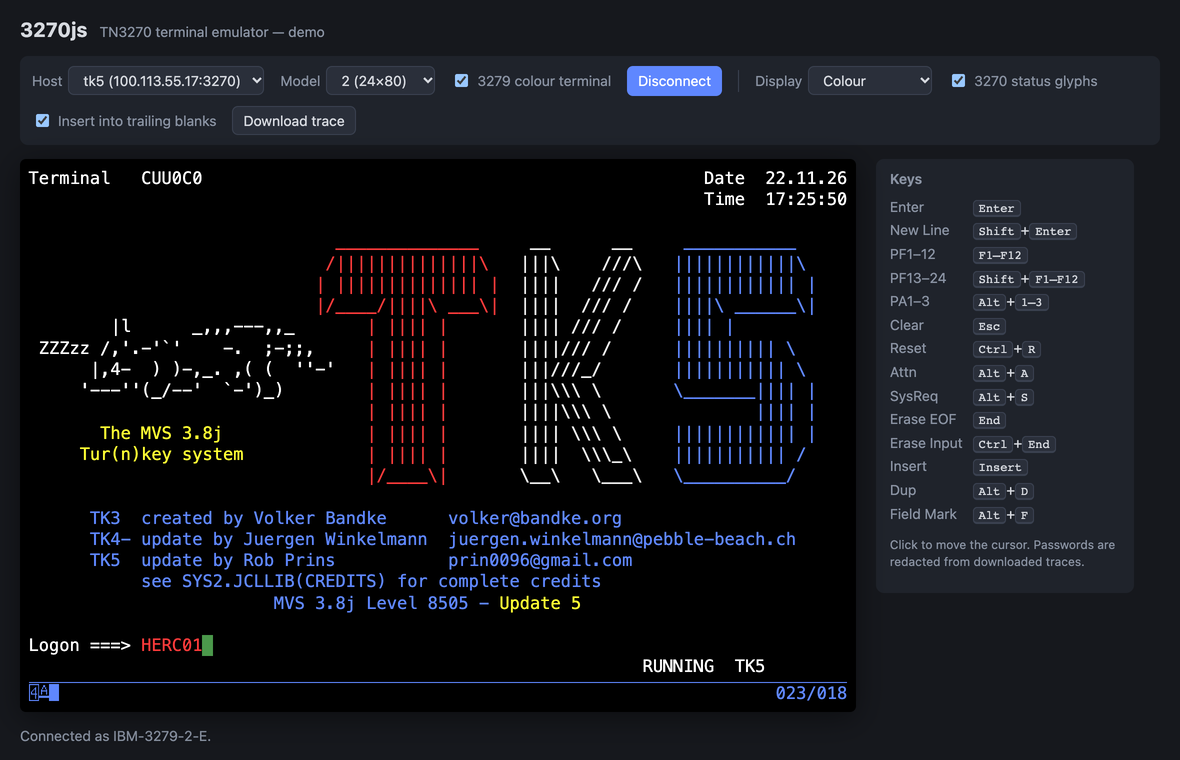 3270js TN3270 terminal emulator — demo
Host tk5 (100.113.55.17:3270) Model 2 (24×80) 3279 colour terminal Disconnect Display Colour 3270 status glyphs
Insert into trailing blanks Download trace
Terminal   CUU0C0 Date  22.11.26
Time  17:25:50
ZZZzz
The MVS 3.8j
Tur(n)key system
TK3  created by Volker Bandke      volker@bandke.org
TK4- update by Juergen Winkelmann  juergen.winkelmann@pebble-beach.ch
TK5  update by Rob Prins           prin0096@gmail.com
see SYS2.JCLLIB(CREDITS) for complete credits
MVS 3.8j Level 8505 - Update 5
Logon ===> HERC01
RUNNING  TK5
4A 023/018
Connected as IBM-3279-2-E.
Keys
Enter Enter
New Line Shift+Enter
PF1–12 F1–F12
PF13–24 Shift+F1–F12
PA1–3 Alt+1–3
Clear Esc
Reset Ctrl+R
Attn Alt+A
SysReq Alt+S
Erase EOF End
Erase Input Ctrl+End
Insert Insert
Dup Alt+D
Field Mark Alt+F
Click to move the cursor. Passwords are
redacted from downloaded traces.